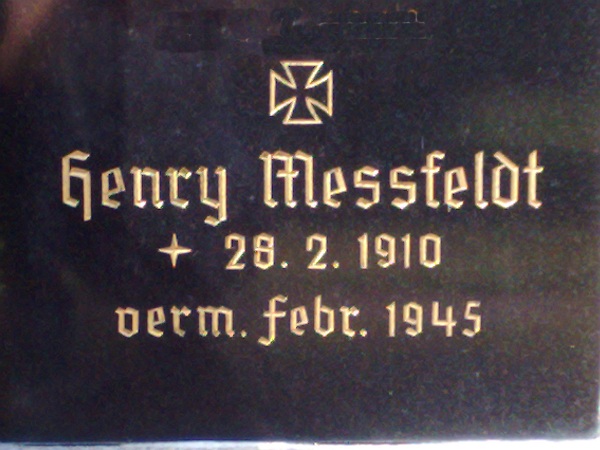 Henry Messfeldt
28. 2. 1910
verm. febr. 1945